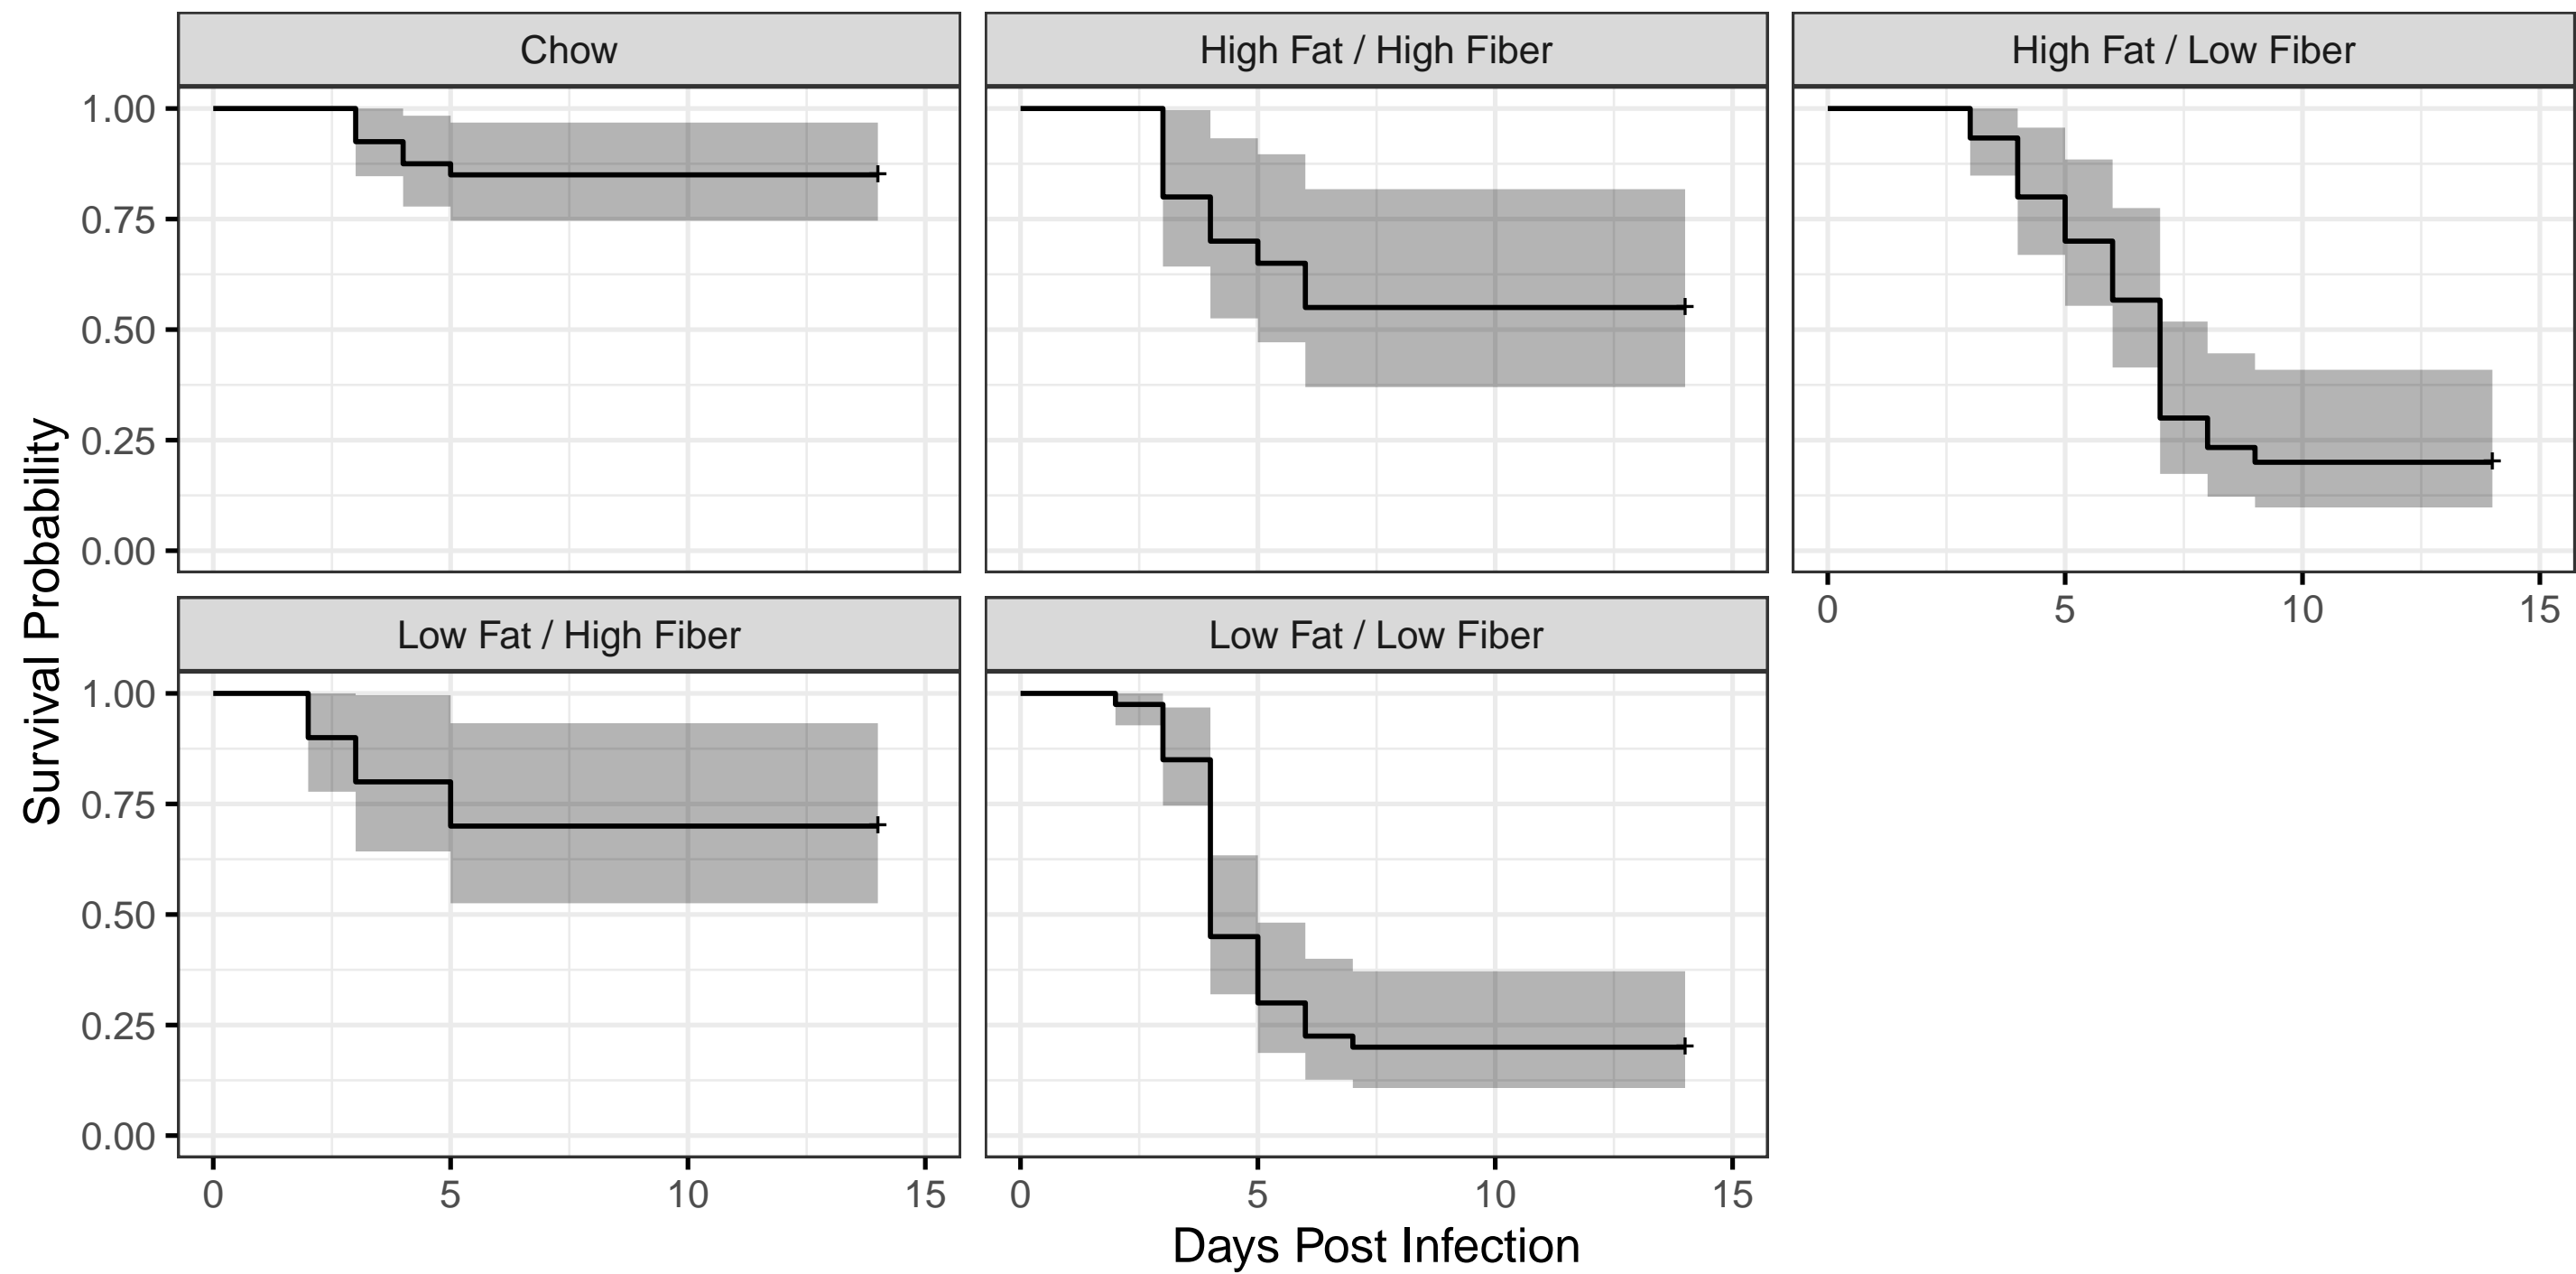 Chow
High Fat / High Fiber
High Fat / Low Fiber
1.00
0.75
0.50
0.25
0.00
0 5 10 15
Low Fat / High Fiber
Low Fat / Low Fiber
1.00
0.75
0.50
0.25
0.00
0 5 10 15
0 5 10 15
Survival Probability
Days Post Infection